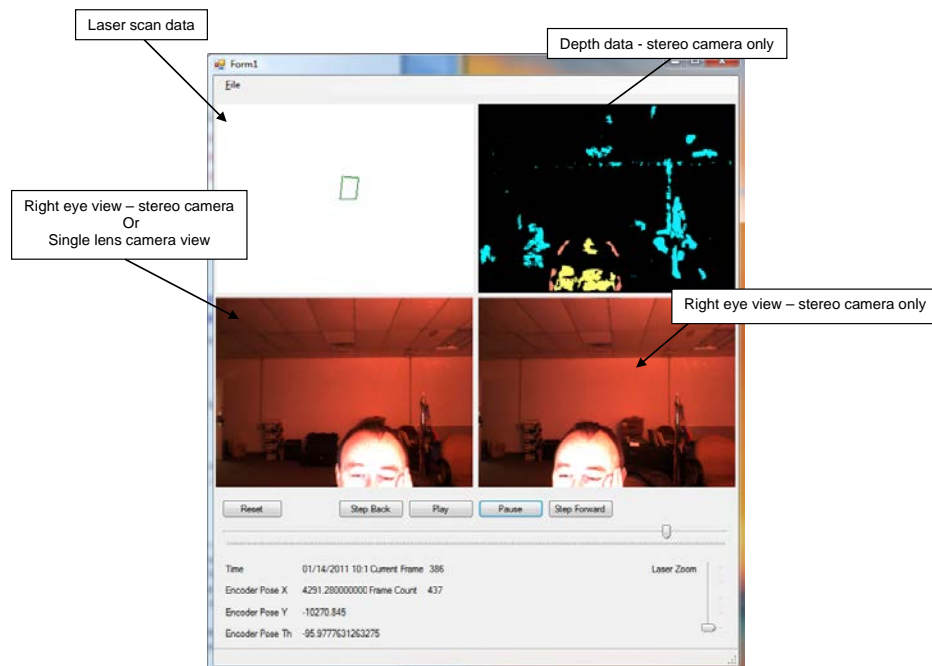 Laser scan data
Depth data - stereo camera only
Form1
File
Right eye view – stereo camera
Or
Single lens camera view
Right eye view – stereo camera only
Reset
Step Back
Play
Pause
Step Forward
Time 01/14/2011 10:1 Current Frame 386
Laser Zoom
Encoder Pose X 4291.280000000 Frame Count 437
Encoder Pose Y -10270.845
Encoder Pose Th -95.9777631263275